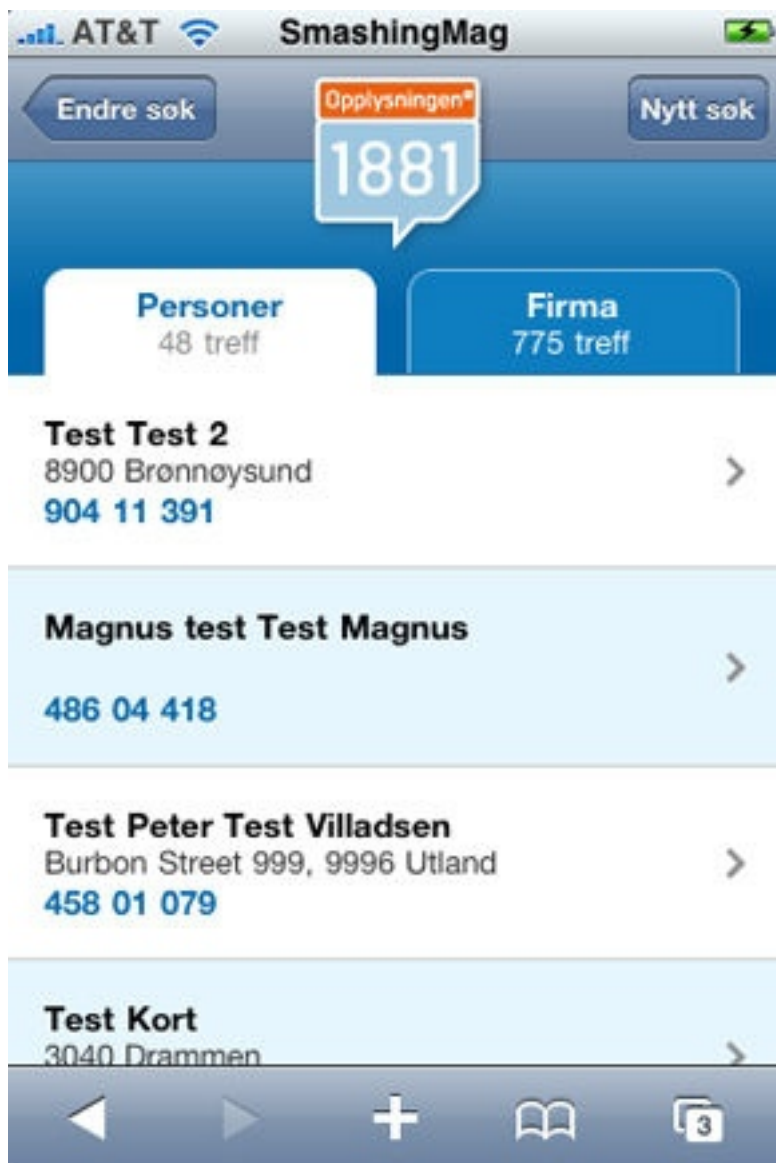 AT&T SmashingMag
Endre søk
Opplysningen®
1881
Nytt søk
Personer
48 treff
Firma
775 treff
Test Test 2
8900 Brønnøysund
904 11 391
Magnus test Test Magnus
486 04 418
Test Peter Test Villadsen
Burbon Street 999, 9996 Utland
458 01 079
Test Kort
3040 Drammen
3